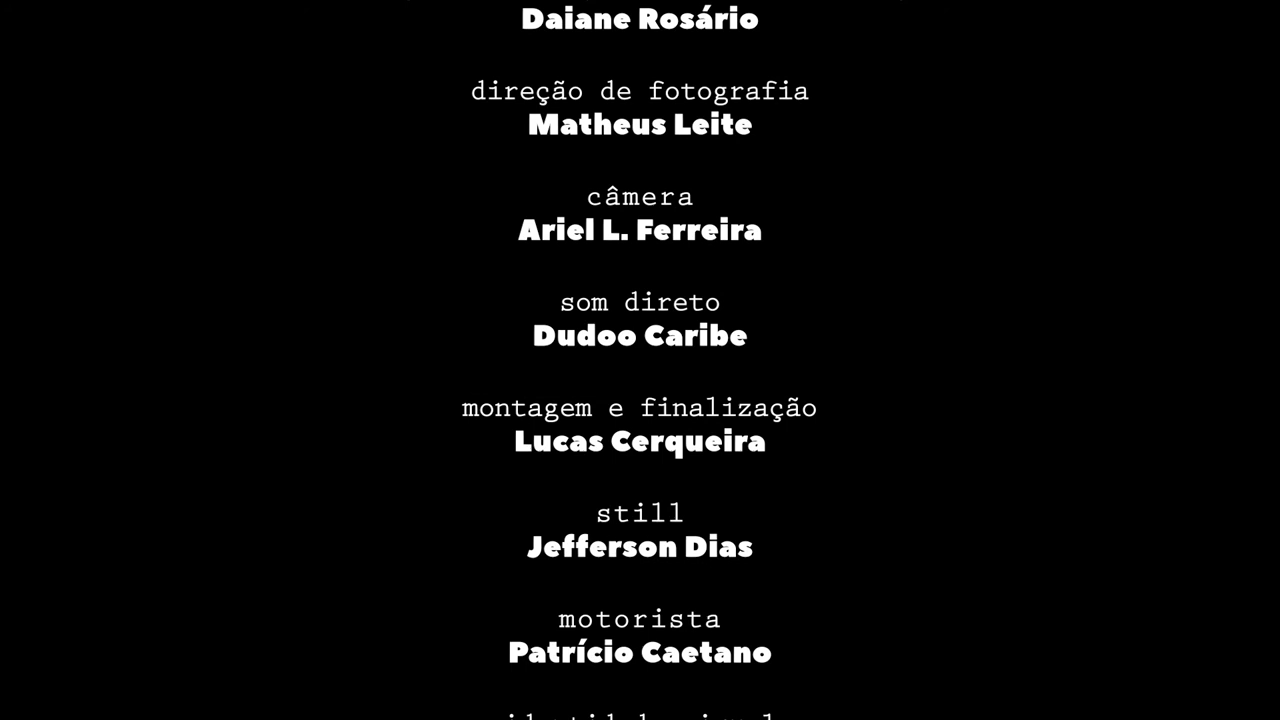 Daiane Rosário
direção de fotografia
Matheus Leite
câmera
Ariel L. Ferreira
som direto
Dudoo Caribe
montagem e finalização
Lucas Cerqueira
still
Jefferson Dias
motorista
Patrício Caetano